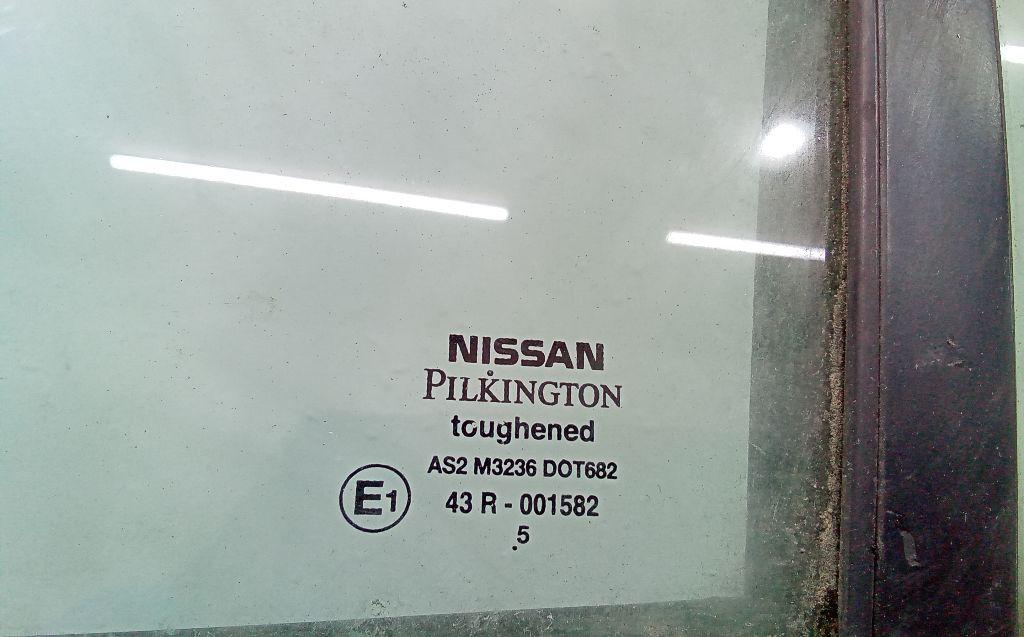 NISSAN
PILKINGTON
toughened
AS2 M3236 DOT682
E1 43 R - 001582
.5